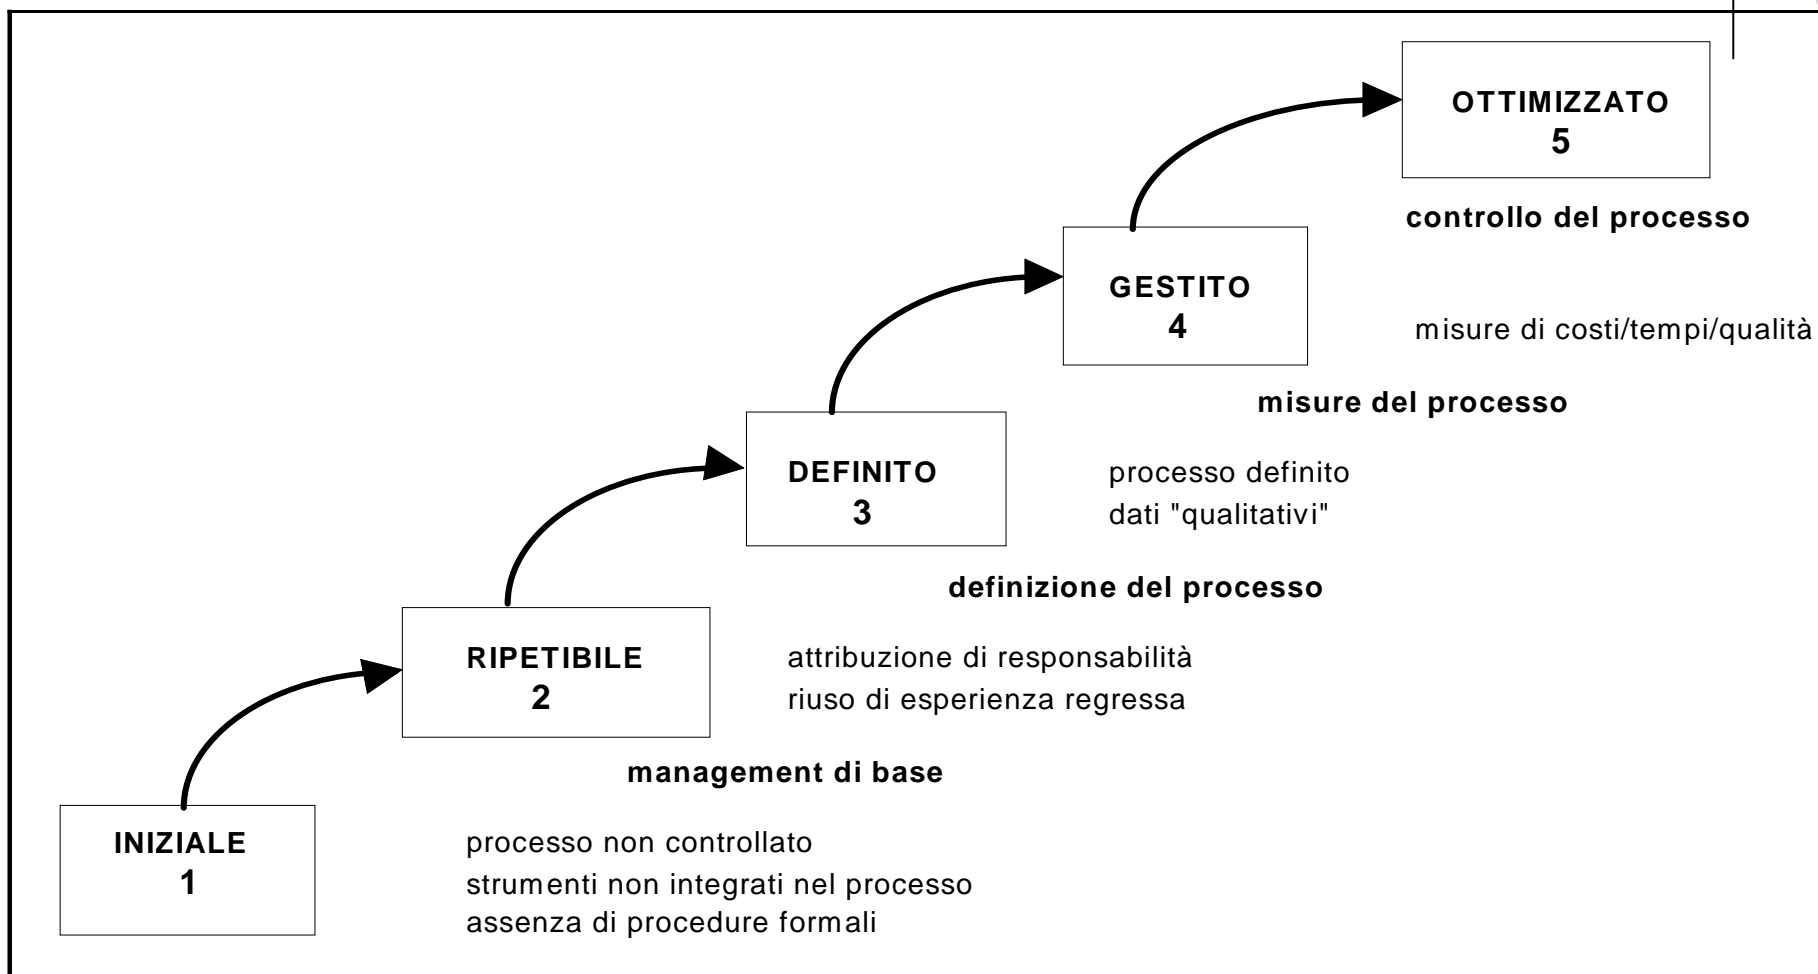 OTTIMIZZATO
5
controllo del processo
GESTITO
4
misure di costi/tempi/qualità
misure del processo
DEFINITO
3
processo definito
dati "qualitativi"
definizione del processo
RIPETIBILE
2
attribuzione di responsabilità
riuso di esperienza regressa
management di base
INIZIALE
1
processo non controllato
strumenti non integrati nel processo
assenza di procedure formali